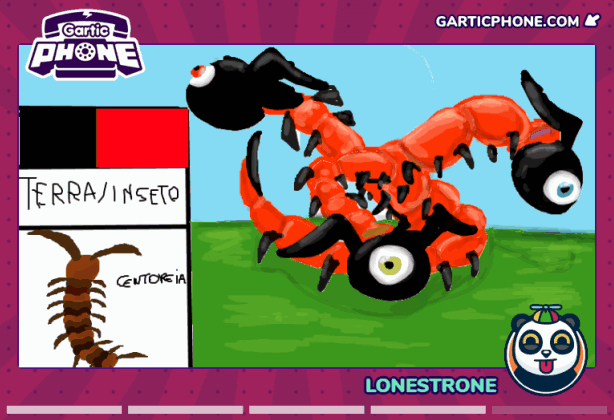 Gartic
PHONE
GARTICPHONE.COM
TERRA/INSETO
CENTOPEIA
LONESTRONE